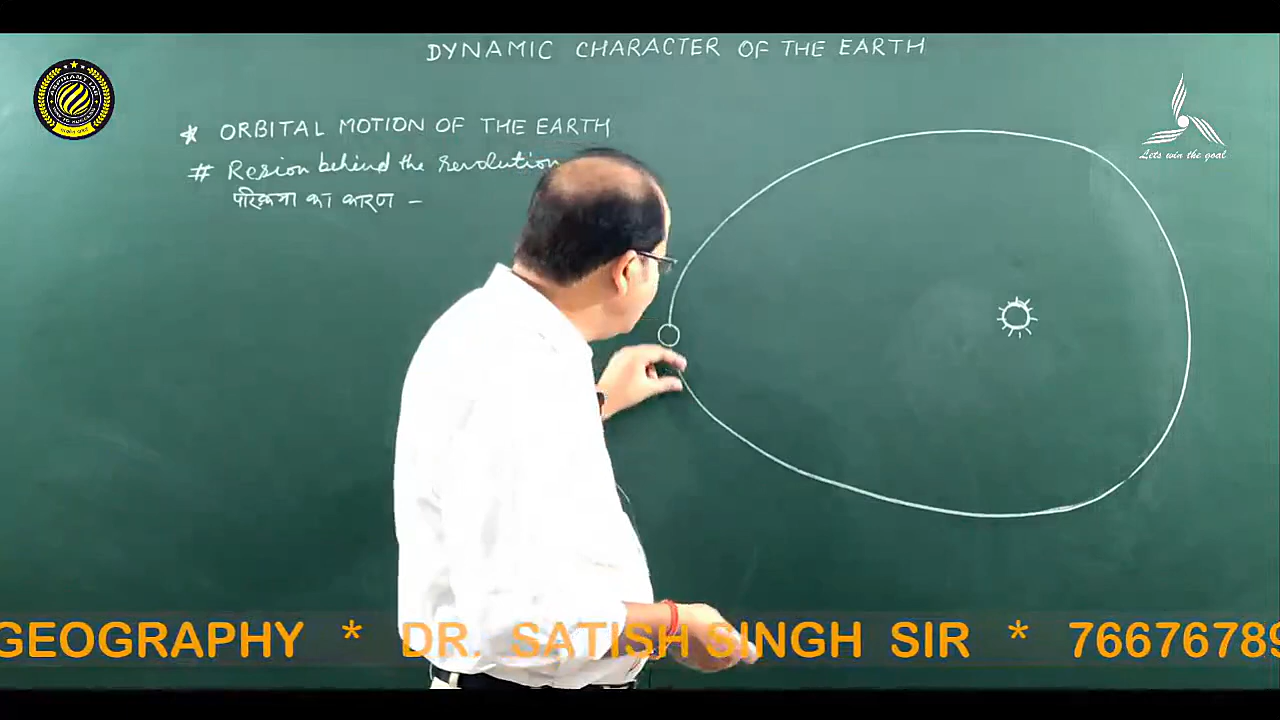 DYNAMIC CHARACTER OF THE EARTH
* ORBITAL MOTION OF THE EARTH
# Resion behind the revolution
परिक्रमा का कारण -
Lets win the goal
GEOGRAPHY * DR. SATISH SINGH SIR * 76676789